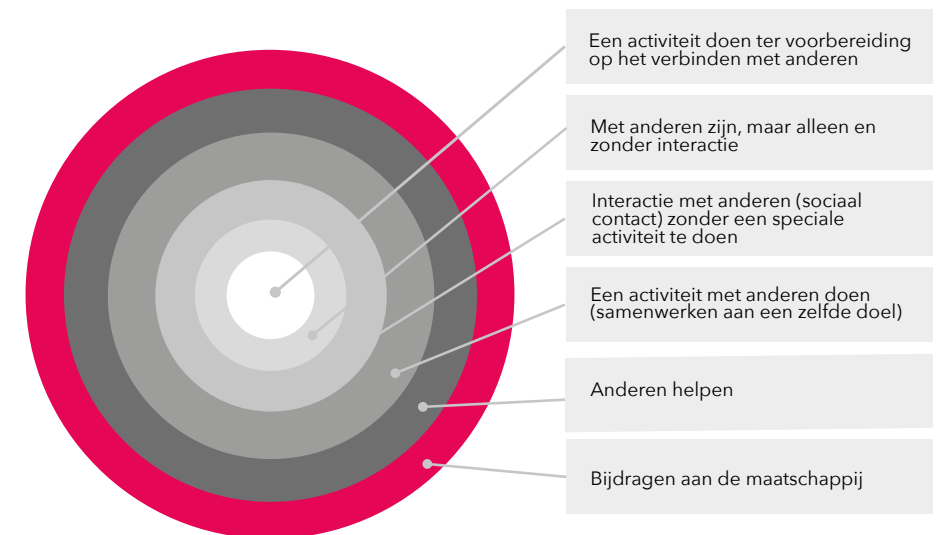 Een activiteit doen ter voorbereiding
op het verbinden met anderen
Met anderen zijn, maar alleen en
zonder interactie
Interactie met anderen (sociaal
contact) zonder een speciale
activiteit te doen
Een activiteit met anderen doen
(samenwerken aan een zelfde doel)
Anderen helpen
Bijdragen aan de maatschappij